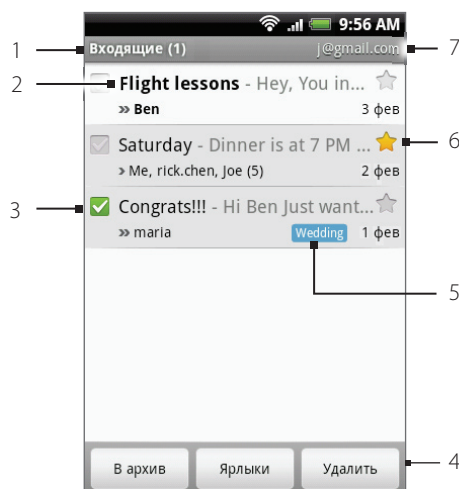 9:56 AM
1 Входящие (1) j@gmail.com 7
2 Flight lessons - Hey, You in...
» Ben 3 фев
Saturday - Dinner is at 7 PM ... 6
› Me, rick.chen, Joe (5) 2 фев
3 Congrats!!! - Hi Ben Just want...
» maria Wedding 1 фев
5
В архив Ярлыки Удалить 4